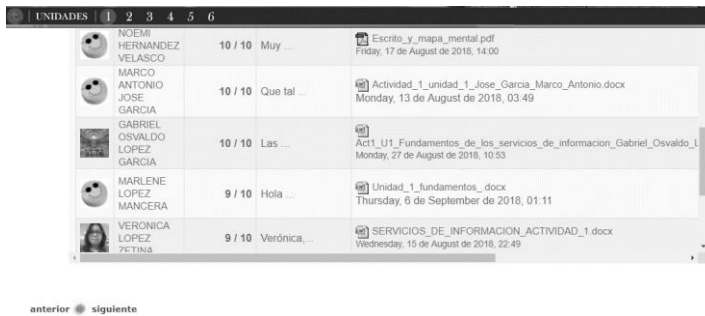 UNIDADES 1 2 3 4 5 6
NOEMI
HERNANDEZ
VELASCO
10 / 10 Muy ...
Escrito_y_mapa_mental.pdf
Friday, 17 de August de 2018, 14:00
MARCO
ANTONIO
JOSE
GARCIA
10 / 10 Que tal ...
Actividad_1_unidad_1_Jose_Garcia_Marco_Antonio.docx
Monday, 13 de August de 2018, 03:49
GABRIEL
OSVALDO
LOPEZ
GARCIA
10 / 10 Las ...
Act1_U1_Fundamentos_de_los_servicios_de_informacion_Gabriel_Osvaldo_L
Monday, 27 de August de 2018, 10:53
MARLENE
LOPEZ
MANCERA
9 / 10 Hola ...
Unidad_1_fundamentos_.docx
Thursday, 6 de September de 2018, 01:11
VERONICA
LOPEZ
ZETINA
9 / 10 Verónica,...
SERVICIOS_DE_INFORMACION_ACTIVIDAD_1.docx
Wednesday, 15 de August de 2018, 22:49
anterior siguiente